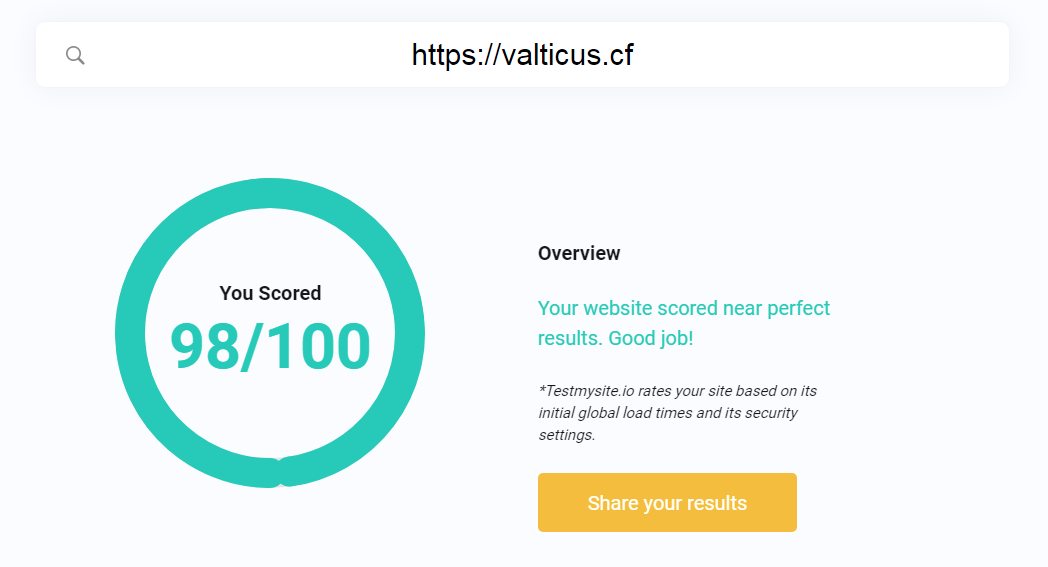 https://valticus.cf
You Scored
98/100
Overview
Your website scored near perfect
results. Good job!
*Testmysite.io rates your site based on its
initial global load times and its security
settings.
Share your results